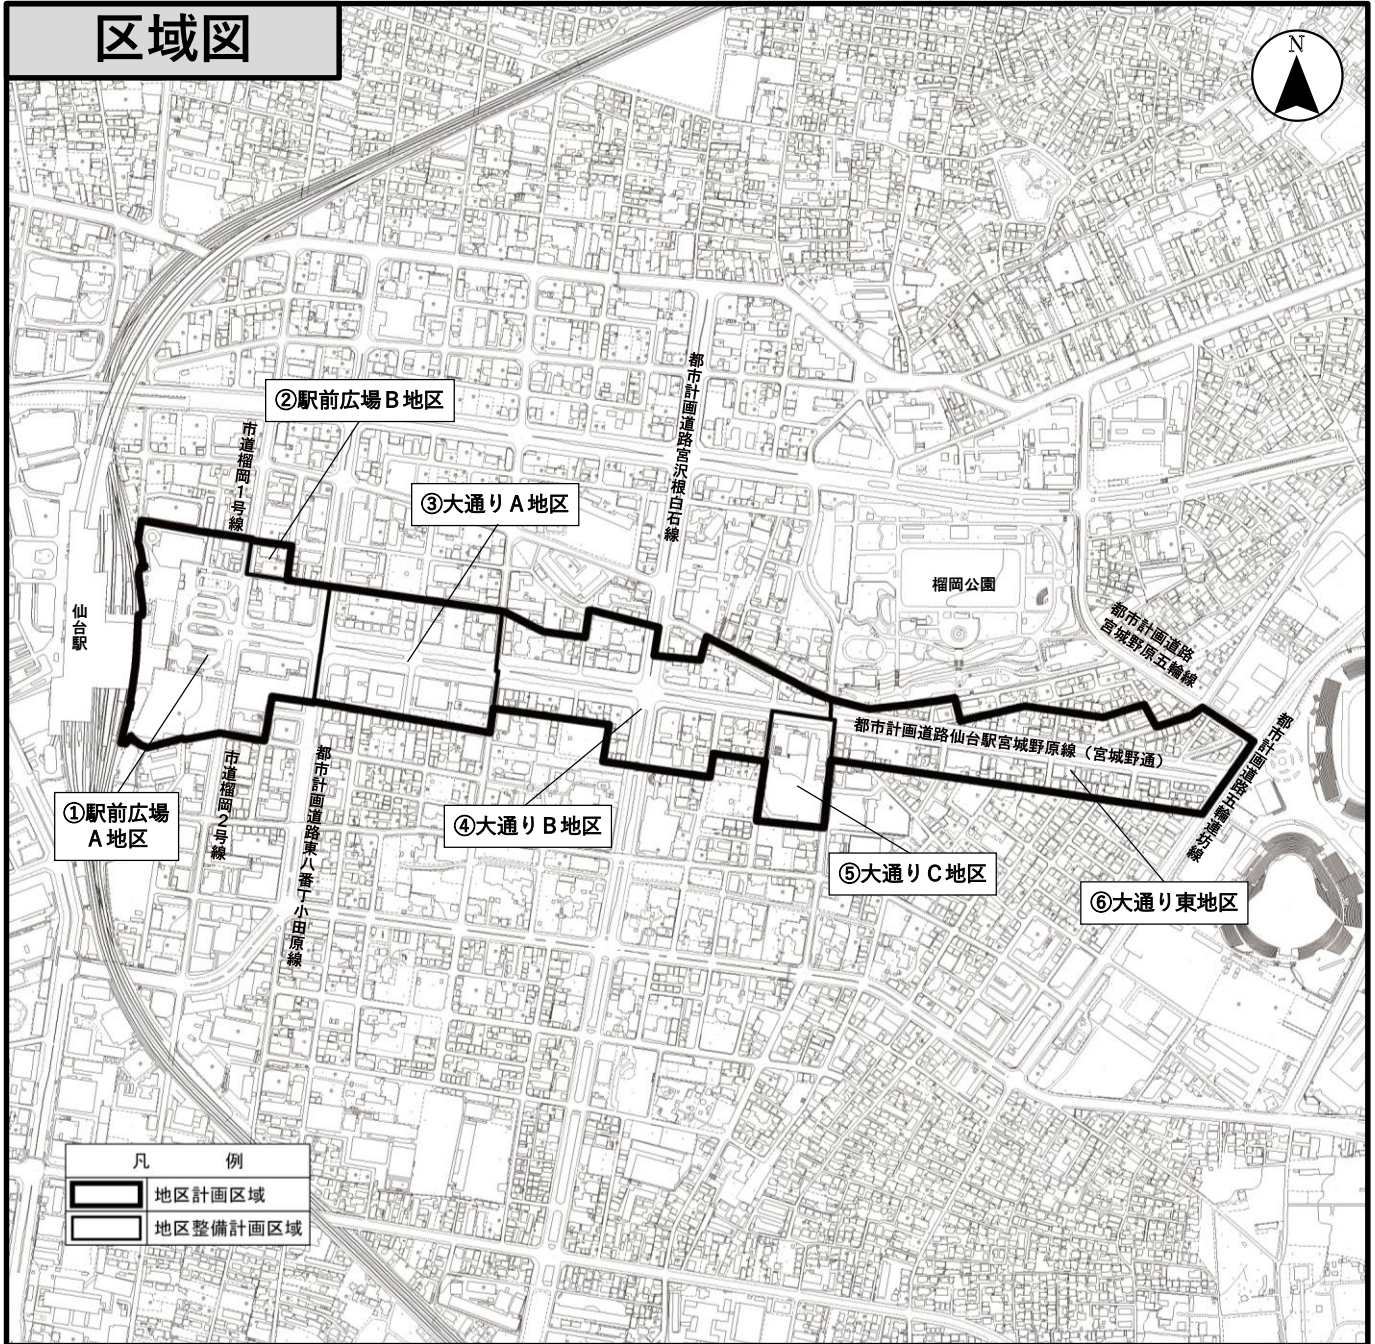 区域図
N
②駅前広場B地区
市道榴岡1号線
都市計画道路宮沢根白石線
③大通りA地区
榴岡公園
仙台駅
都市計画道路
宮城野原五輪線
都市計画道路仙台駅宮城野原線(宮城野通)
都市計画道路五輪連坊線
①駅前広場
A地区
市道榴岡2号線
都市計画道路東八番丁小田原線
④大通りB地区
⑤大通りC地区
⑥大通り東地区
凡 例
地区計画区域
地区整備計画区域